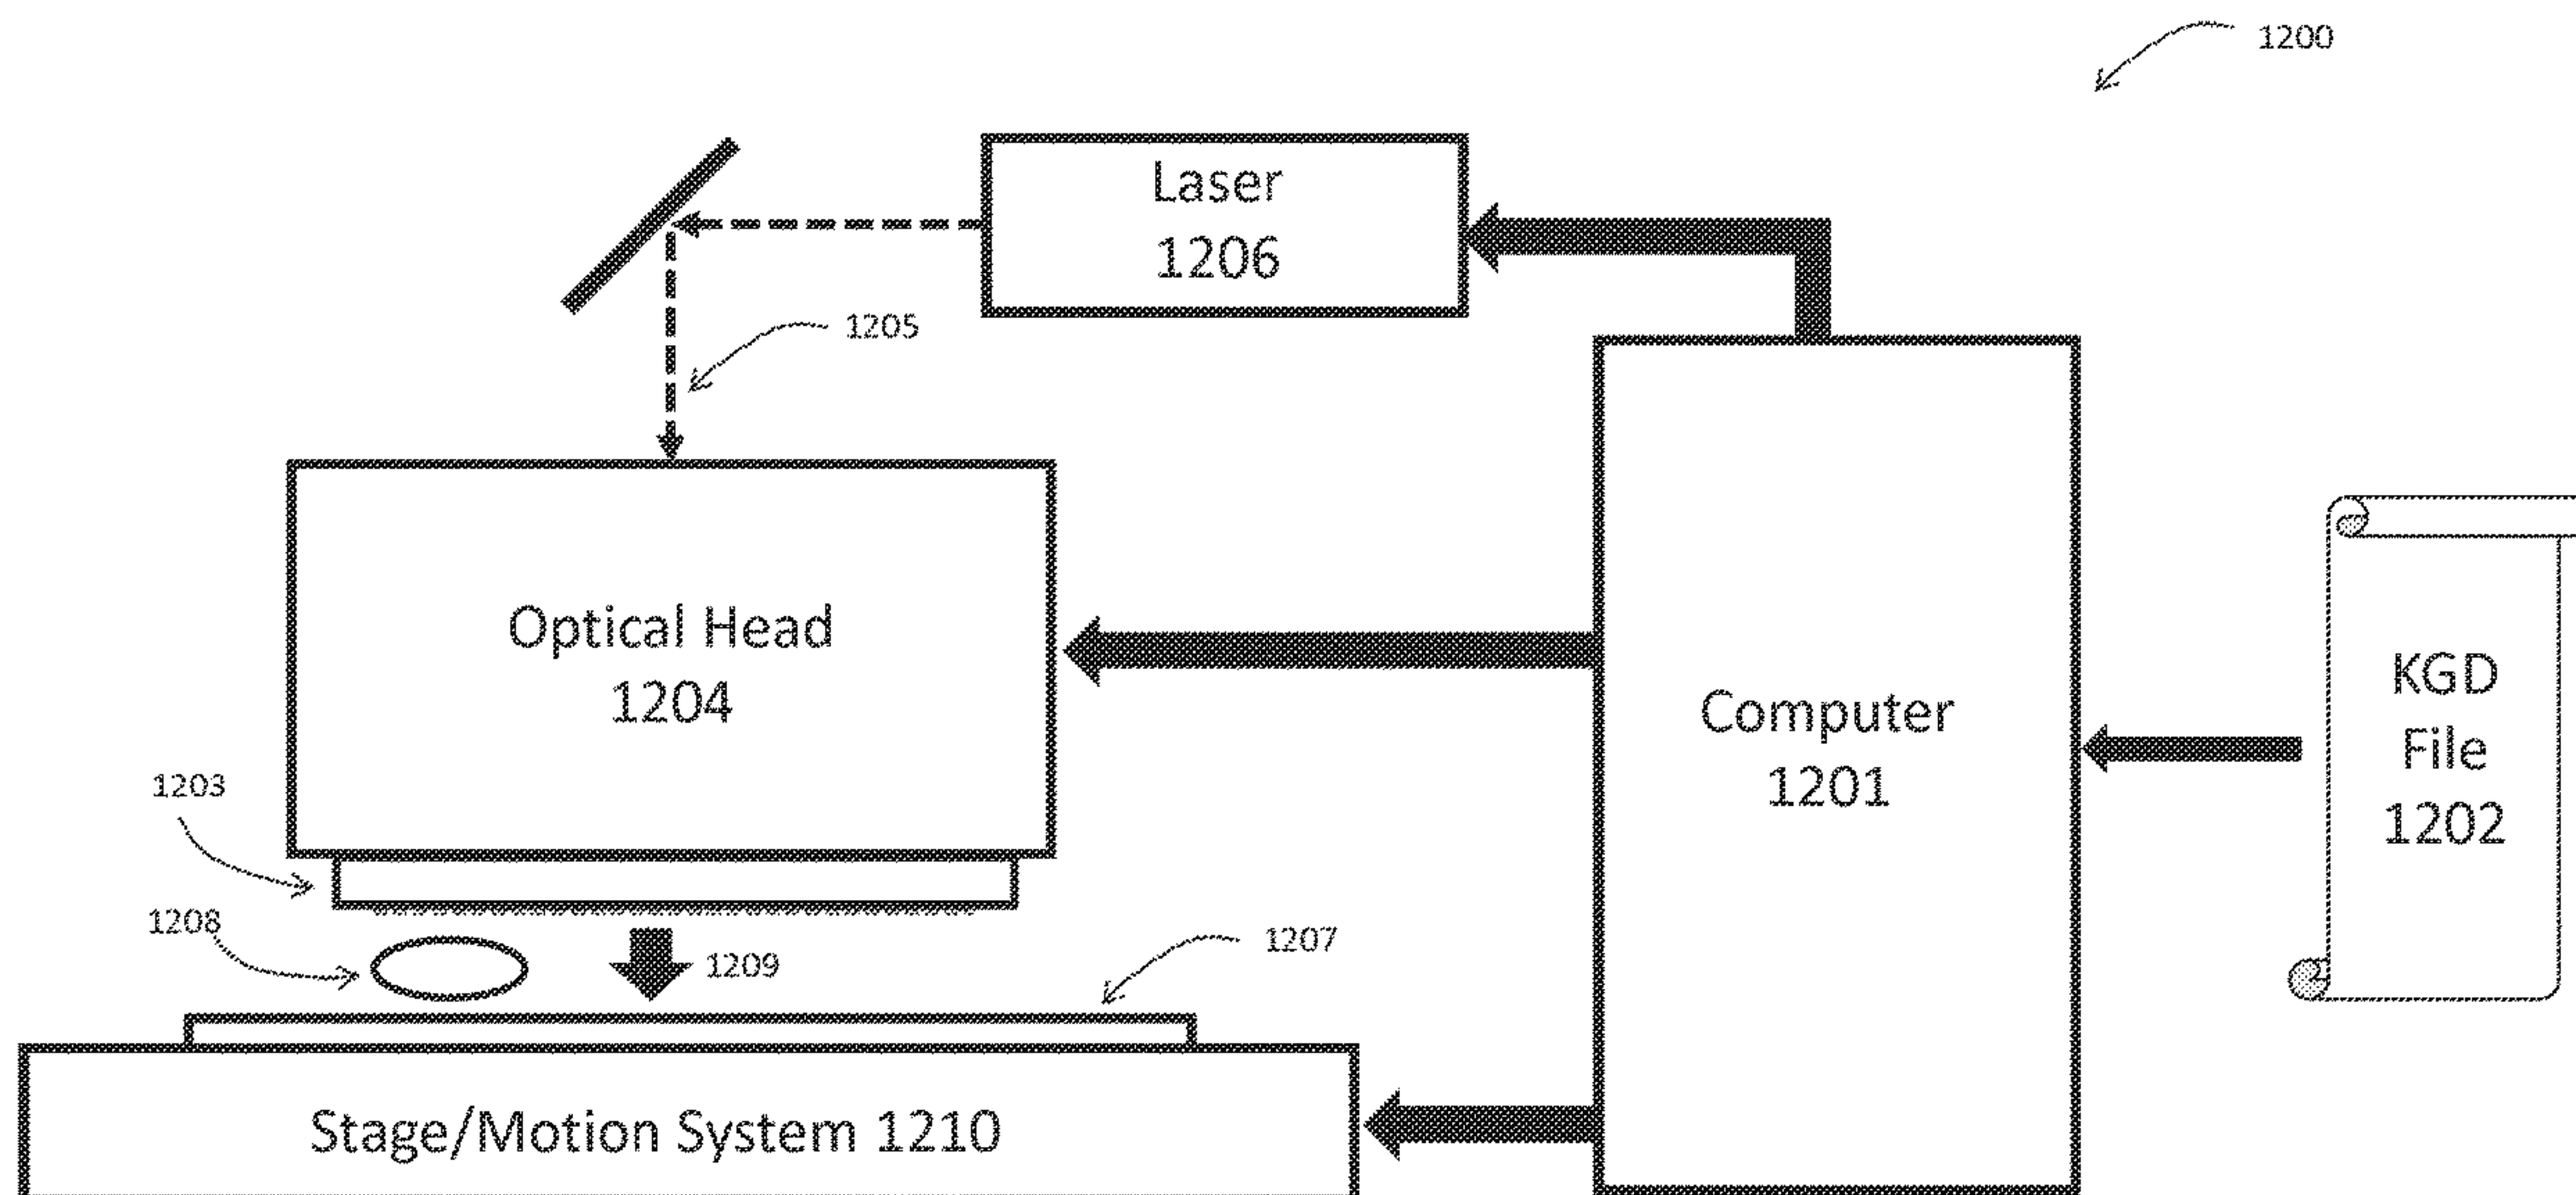 1200
Laser
1206
1205
Optical Head
1204
Computer
1201
KGD
File
1202
1203
1208
1209
1207
Stage/Motion System 1210